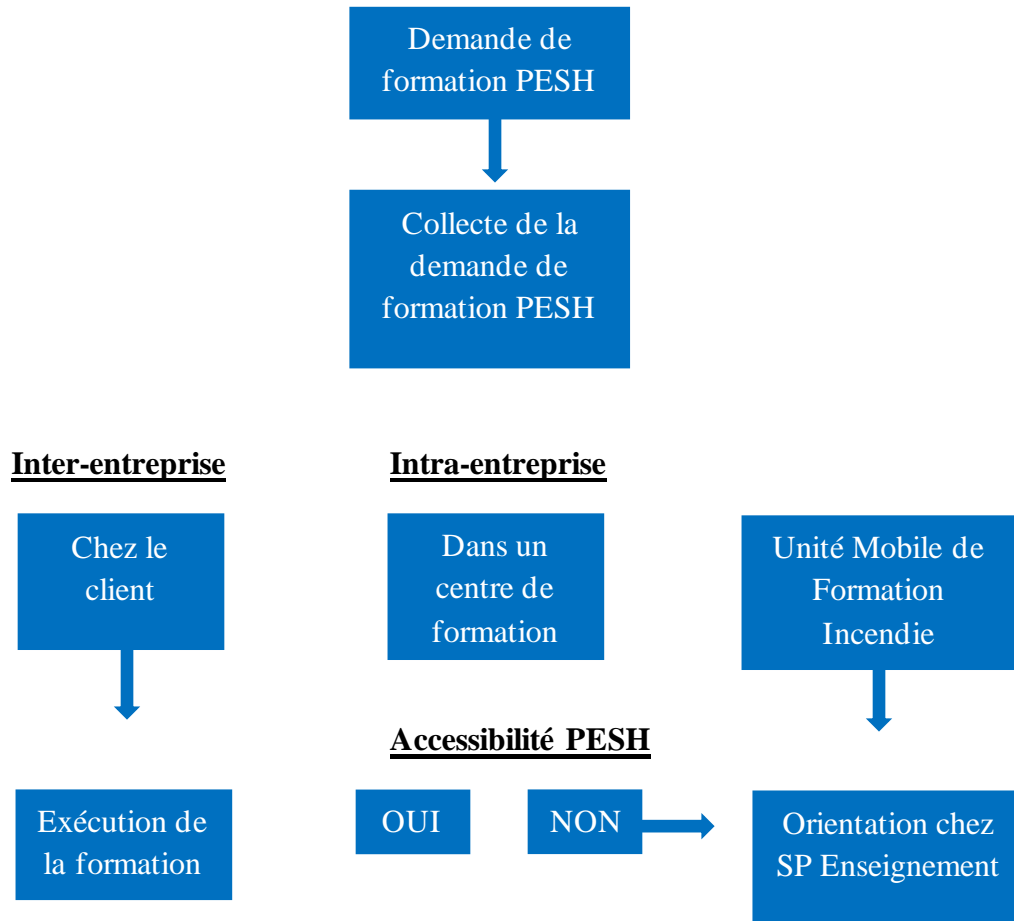 Demande de
formation PESH
Collecte de la
demande de
formation PESH
Inter-entreprise
Intra-entreprise
Chez le
client
Dans un
centre de
formation
Unité Mobile de
Formation
Incendie
Accessibilité PESH
Exécution de
la formation
OUI
NON
Orientation chez
SP Enseignement